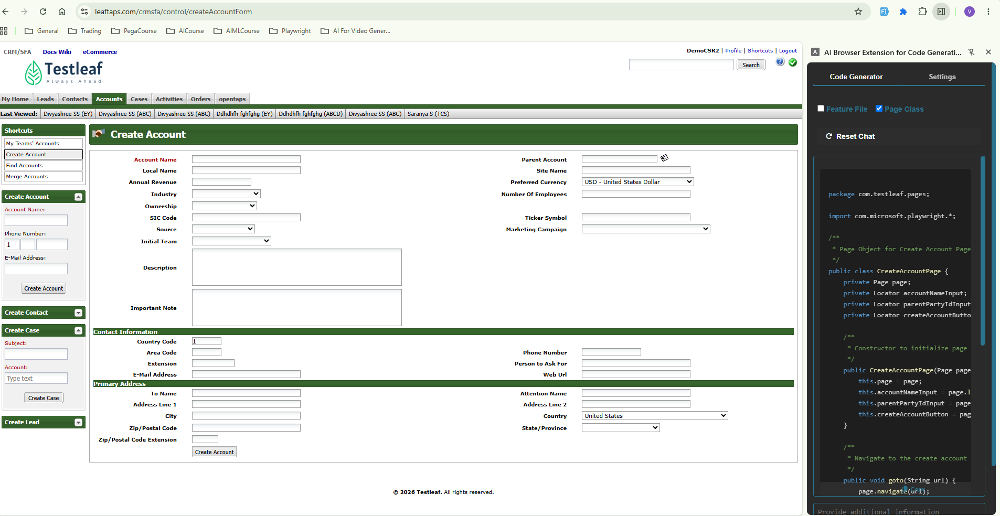 leaftaps.com/crmsfa/control/createAccountForm
V
General Trading PegaCourse AICourse AIMLCourse Playwright AI For Video Gener...
CRM/SFA Docs Wiki eCommerce
DemoCSR2 | Profile | Shortcuts | Logout
Search
Testleaf
Always Ahead
My Home Leads Contacts Accounts Cases Activities Orders opentaps
Last Viewed: Divyashree SS (EY) Divyashree SS (ABC) Divyashree SS (ABC) Ddhdhfh fghfghg (EY) Ddhdhfh fghfghg (ABCD) Divyashree SS (ABC) Saranya S (TCS)
Shortcuts
My Teams' Accounts
Create Account
Find Accounts
Merge Accounts
Create Account
Account Name:
Phone Number:
1
E-Mail Address:
Create Account
Create Contact
Create Case
Subject:
Account:
Type text
Create Case
Create Lead
Create Account
Account Name Parent Account
Local Name Site Name
Annual Revenue Preferred Currency USD - United States Dollar
Industry Number Of Employees
Ownership
SIC Code Ticker Symbol
Source Marketing Campaign
Initial Team
Description
Important Note
Contact Information
Country Code 1
Area Code Phone Number
Extension Person to Ask For
E-Mail Address Web Url
Primary Address
To Name Attention Name
Address Line 1 Address Line 2
City Country United States
Zip/Postal Code State/Province
Zip/Postal Code Extension
Create Account
© 2026 Testleaf. All rights reserved.
A AI Browser Extension for Code Generati...
Code Generator Settings
Feature File Page Class
Reset Chat
package com.testleaf.pages;
import com.microsoft.playwright.*;
/**
* Page Object for Create Account Page
*/
public class CreateAccountPage {
private Page page;
private Locator accountNameInput;
private Locator parentPartyIdInput
private Locator createAccountButto
/**
* Constructor to initialize page
*/
public CreateAccountPage(Page page
this.page = page;
this.accountNameInput = page.l
this.parentPartyIdInput = page
this.createAccountButton = pag
}
/**
* Navigate to the create account
*/
public void goto(String url) {
page.navigate(url);
Copy
Provide additional information